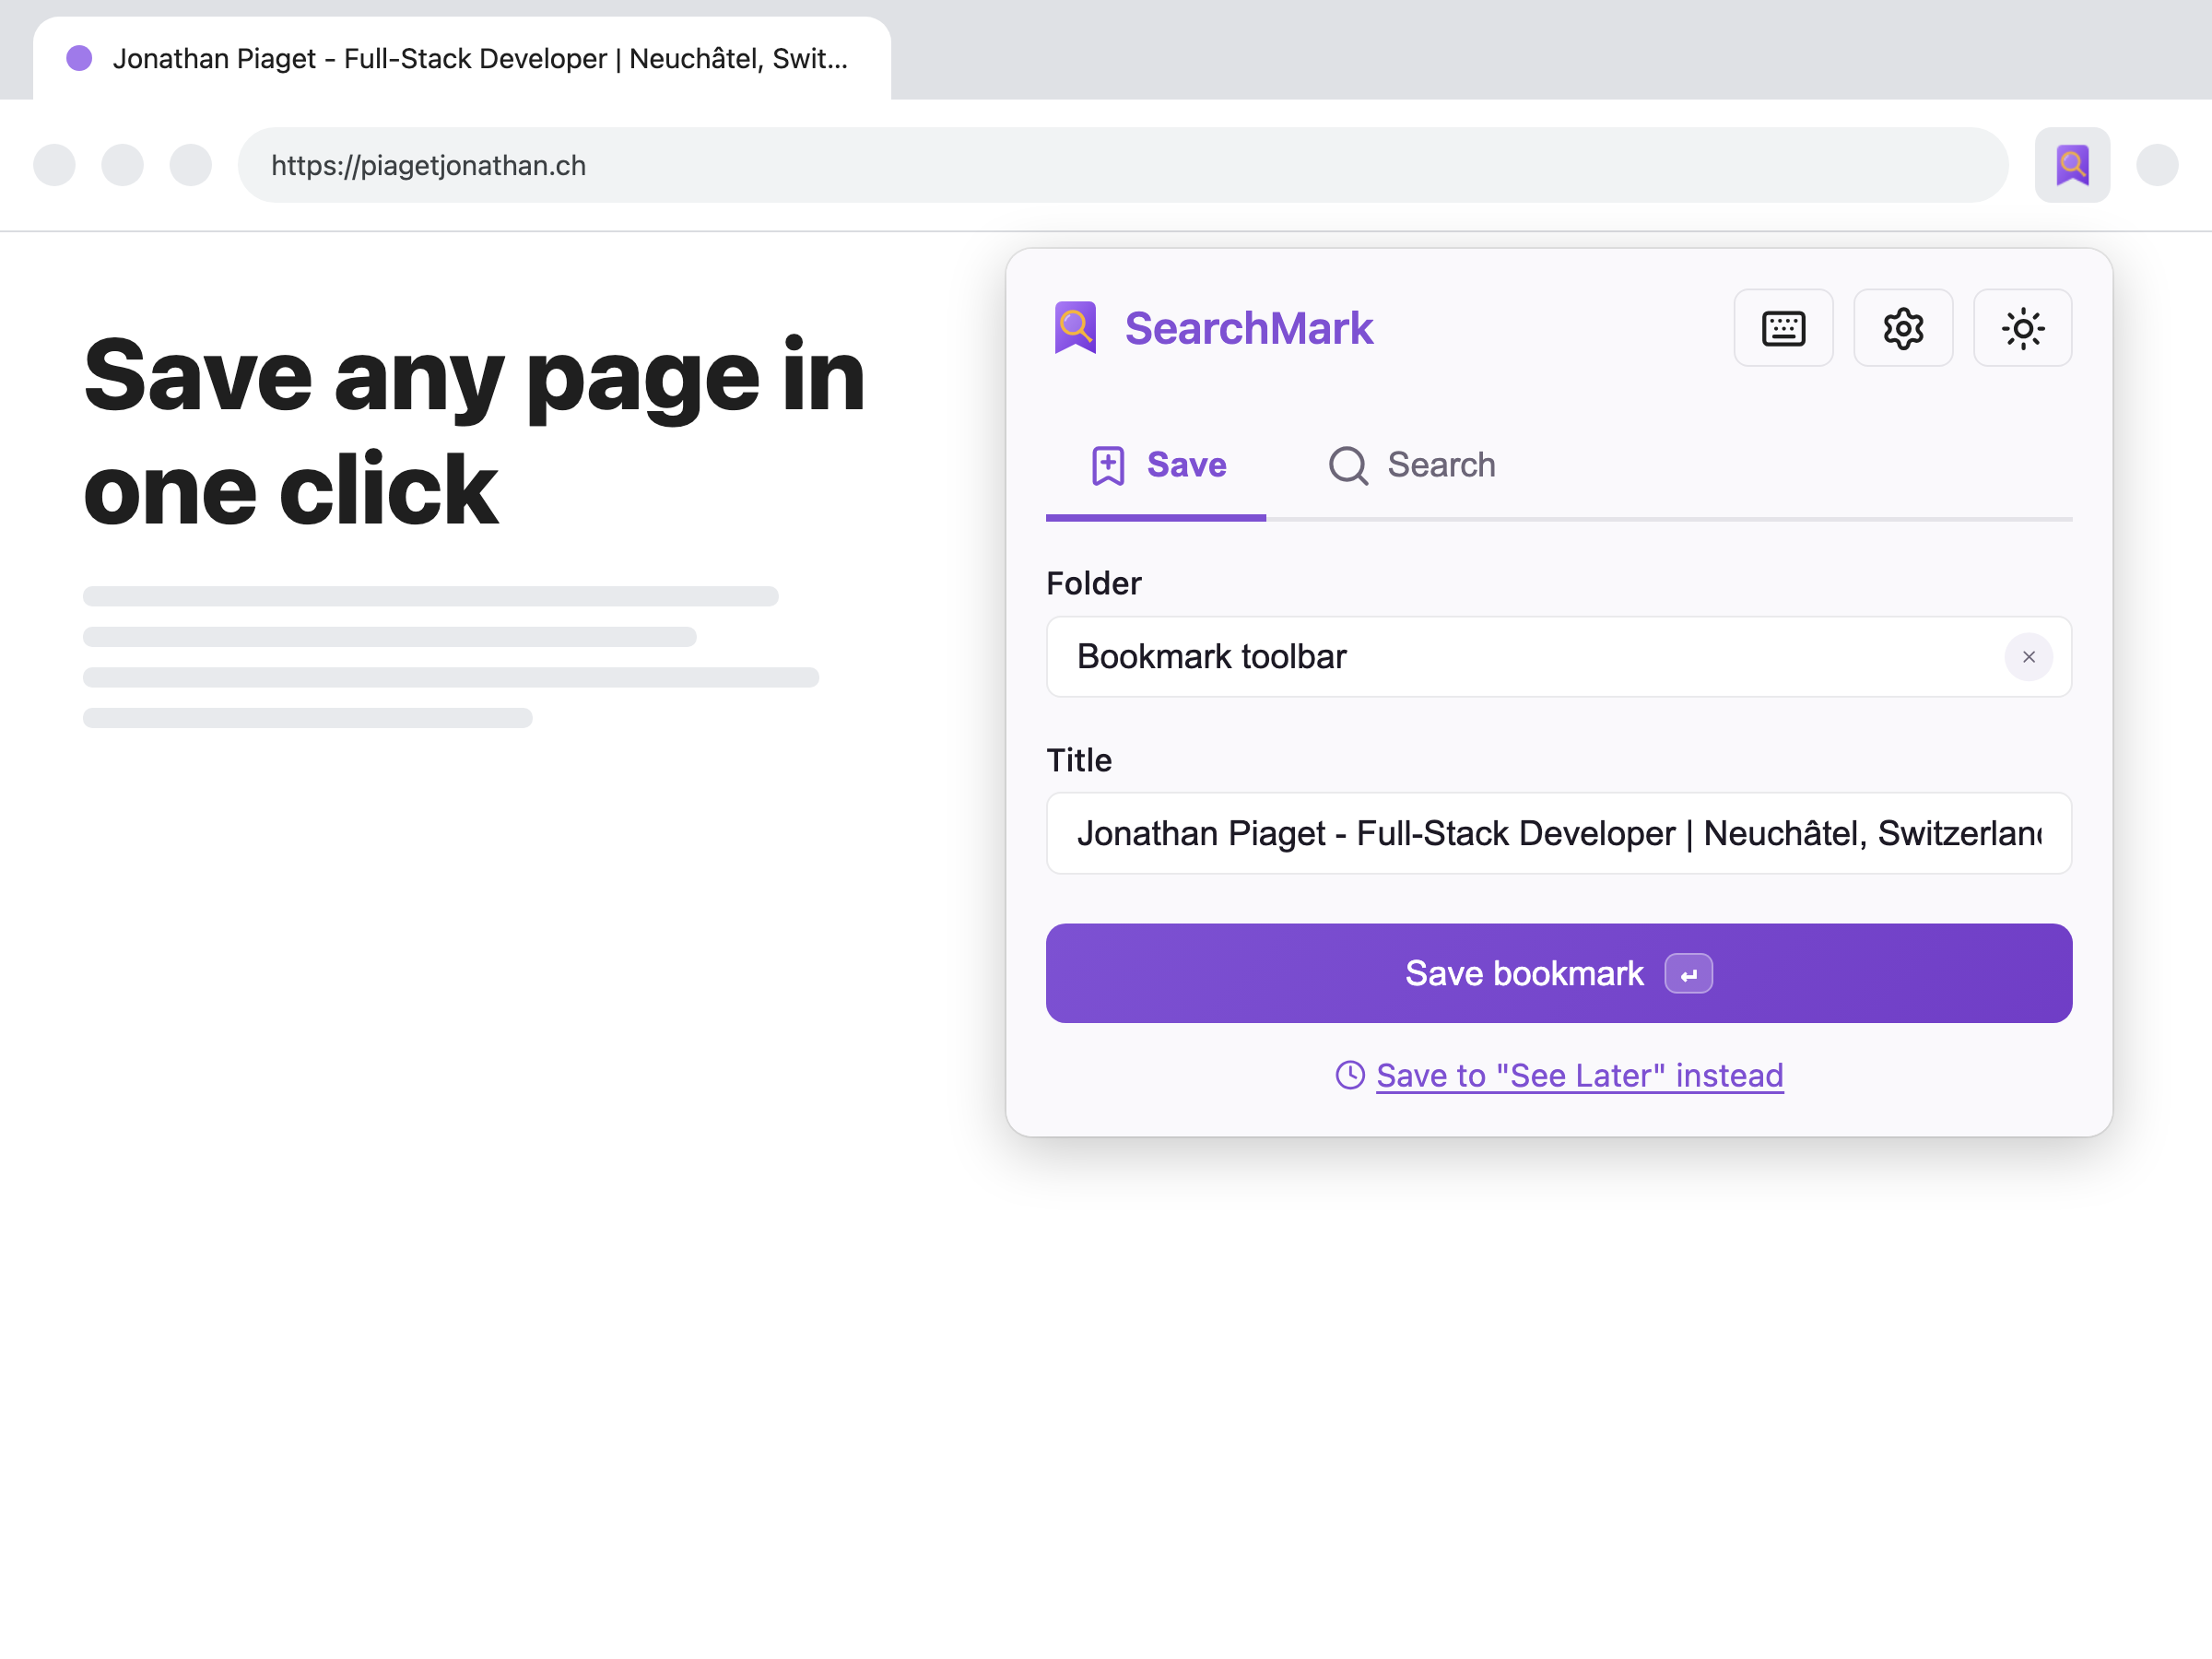 Jonathan Piaget - Full-Stack Developer | Neuchâtel, Swit...
https://piagetjonathan.ch
Save any page in
one click
SearchMark
Save
Search
Folder
Bookmark toolbar
Title
Jonathan Piaget - Full-Stack Developer | Neuchâtel, Switzerland
Save bookmark
Save to "See Later" instead